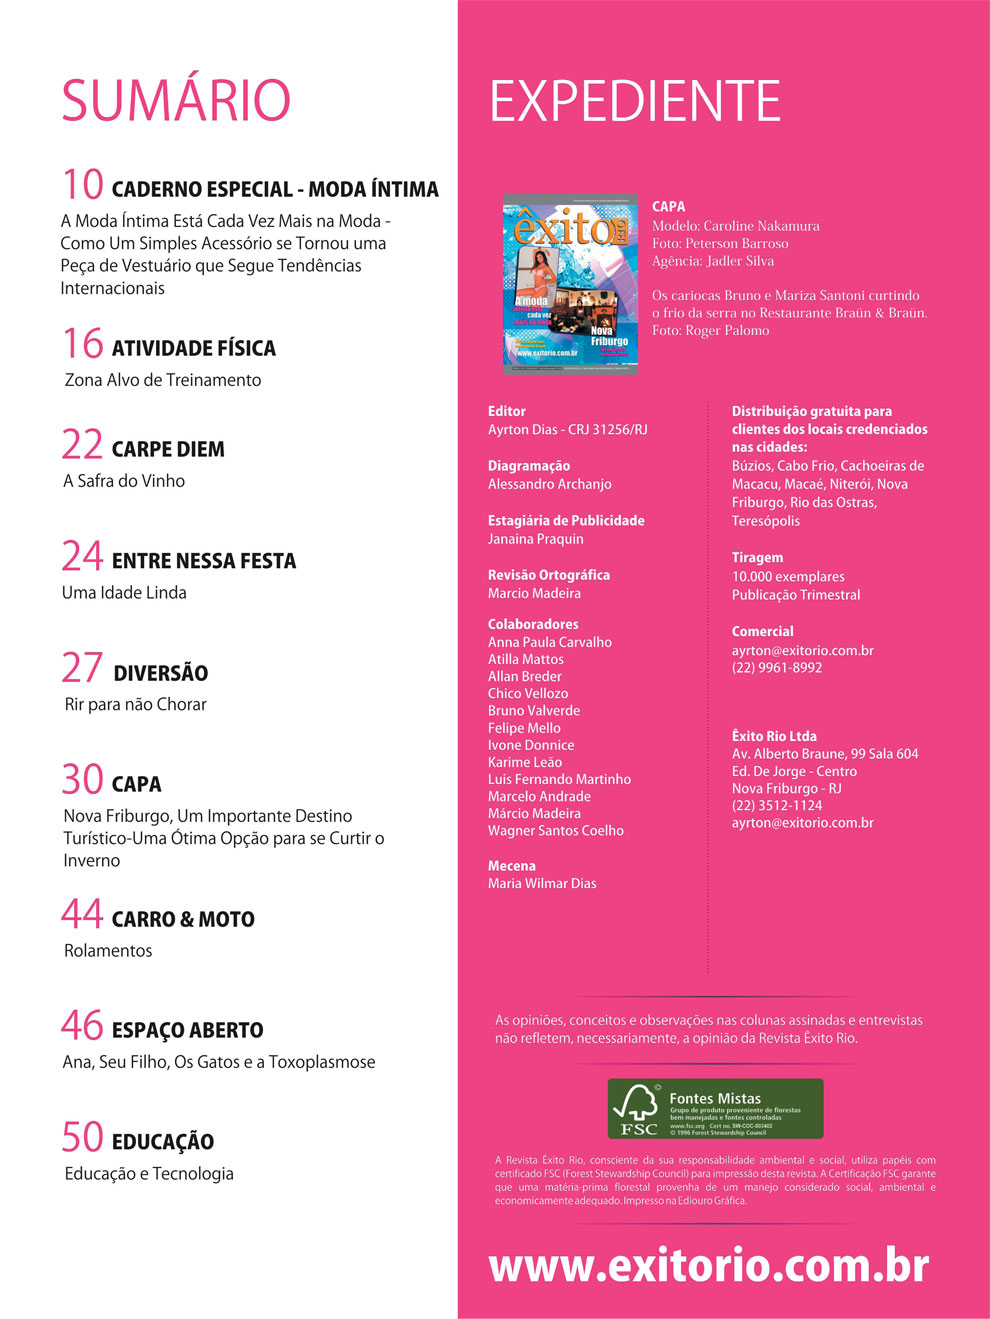 SUMÁRIO
10 CADERNO ESPECIAL - MODA ÍNTIMA
A Moda Íntima Está Cada Vez Mais na Moda -
Como Um Simples Acessório se Tornou uma
Peça de Vestuário que Segue Tendências
Internacionais
16 ATIVIDADE FÍSICA
Zona Alvo de Treinamento
22 CARPE DIEM
A Safra do Vinho
24 ENTRE NESSA FESTA
Uma Idade Linda
27 DIVERSÃO
Rir para não Chorar
30 CAPA
Nova Friburgo, Um Importante Destino
Turístico-Uma Ótima Opção para se Curtir o
Inverno
44 CARRO & MOTO
Rolamentos
46 ESPAÇO ABERTO
Ana, Seu Filho, Os Gatos e a Toxoplasmose
50 EDUCAÇÃO
Educação e Tecnologia
EXPEDIENTE
êxito
RIO
A moda
cada vez
Nova
Friburgo
www.exitorio.com.br
CAPA
Modelo: Caroline Nakamura
Foto: Peterson Barroso
Agência: Jadler Silva
Os cariocas Bruno e Mariza Santoni curtindo
o frio da serra no Restaurante Braün & Braün.
Foto: Roger Palomo
Editor
Ayrton Dias - CRJ 31256/RJ
Diagramação
Alessandro Archanjo
Estagiária de Publicidade
Janaina Praquin
Revisão Ortográfica
Marcio Madeira
Colaboradores
Anna Paula Carvalho
Atilla Mattos
Allan Breder
Chico Vellozo
Bruno Valverde
Felipe Mello
Ivone Donnice
Karime Leão
Luis Fernando Martinho
Marcelo Andrade
Márcio Madeira
Wagner Santos Coelho
Mecena
Maria Wilmar Dias
Distribuição gratuita para
clientes dos locais credenciados
nas cidades:
Búzios, Cabo Frio, Cachoeiras de
Macacu, Macaé, Niterói, Nova
Friburgo, Rio das Ostras,
Teresópolis
Tiragem
10.000 exemplares
Publicação Trimestral
Comercial
ayrton@exitorio.com.br
(22) 9961-8992
Êxito Rio Ltda
Av. Alberto Braune, 99 Sala 604
Ed. De Jorge - Centro
Nova Friburgo - RJ
(22) 3512-1124
ayrton@exitorio.com.br
As opiniões, conceitos e observações nas colunas assinadas e entrevistas
não refletem, necessariamente, a opinião da Revista Êxito Rio.
©
FSC
Fontes Mistas
Grupo de produto proveniente de florestas
bem manejadas e fontes controladas
www.fsc.org Cert no. SW-COC-003402
© 1996 Forest Stewardship Council
A Revista Êxito Rio, consciente da sua responsabilidade ambiental e social, utiliza papéis com
certificado FSC (Forest Stewardship Council) para impressão desta revista. A Certificação FSC garante
que uma matéria-prima florestal provenha de um manejo considerado social, ambiental e
economicamente adequado. Impresso na Ediouro Gráfica.
www.exitorio.com.br